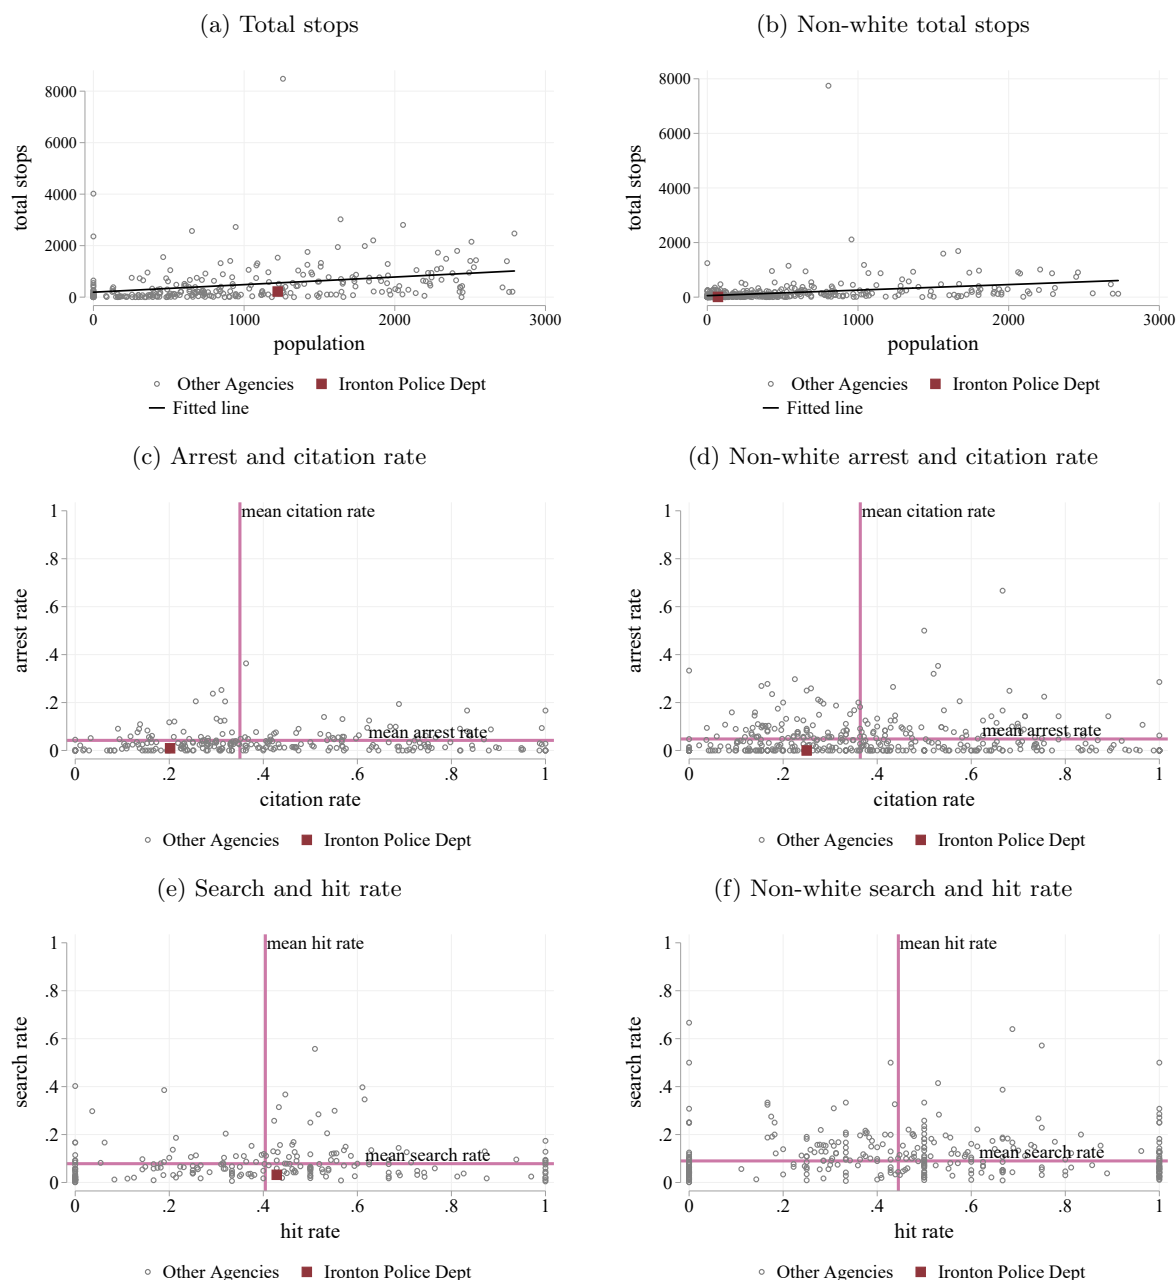 (a) Total stops
(b) Non-white total stops
total stops
8000
6000
4000
2000
0
0 1000 2000 3000
population
Other Agencies Ironton Police Dept
Fitted line
total stops
8000
6000
4000
2000
0
0 1000 2000 3000
population
Other Agencies Ironton Police Dept
Fitted line
(c) Arrest and citation rate
(d) Non-white arrest and citation rate
arrest rate
1
.8
.6
.4
.2
0
mean citation rate
mean arrest rate
0 .2 .4 .6 .8 1
citation rate
Other Agencies Ironton Police Dept
arrest rate
1
.8
.6
.4
.2
0
mean citation rate
mean arrest rate
0 .2 .4 .6 .8 1
citation rate
Other Agencies Ironton Police Dept
(e) Search and hit rate
(f) Non-white search and hit rate
search rate
1
.8
.6
.4
.2
0
mean hit rate
mean search rate
0 .2 .4 .6 .8 1
hit rate
Other Agencies Ironton Police Dept
search rate
1
.8
.6
.4
.2
0
mean hit rate
mean search rate
0 .2 .4 .6 .8 1
hit rate
Other Agencies Ironton Police Dept